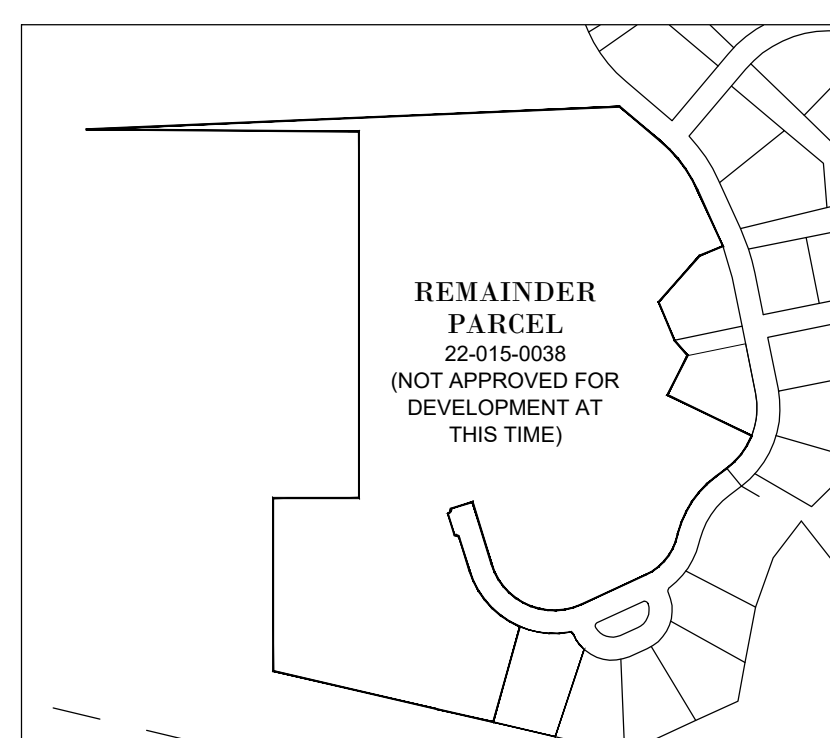 REMAINDER
PARCEL
22-015-0038
(NOT APPROVED FOR
DEVELOPMENT AT
THIS TIME)